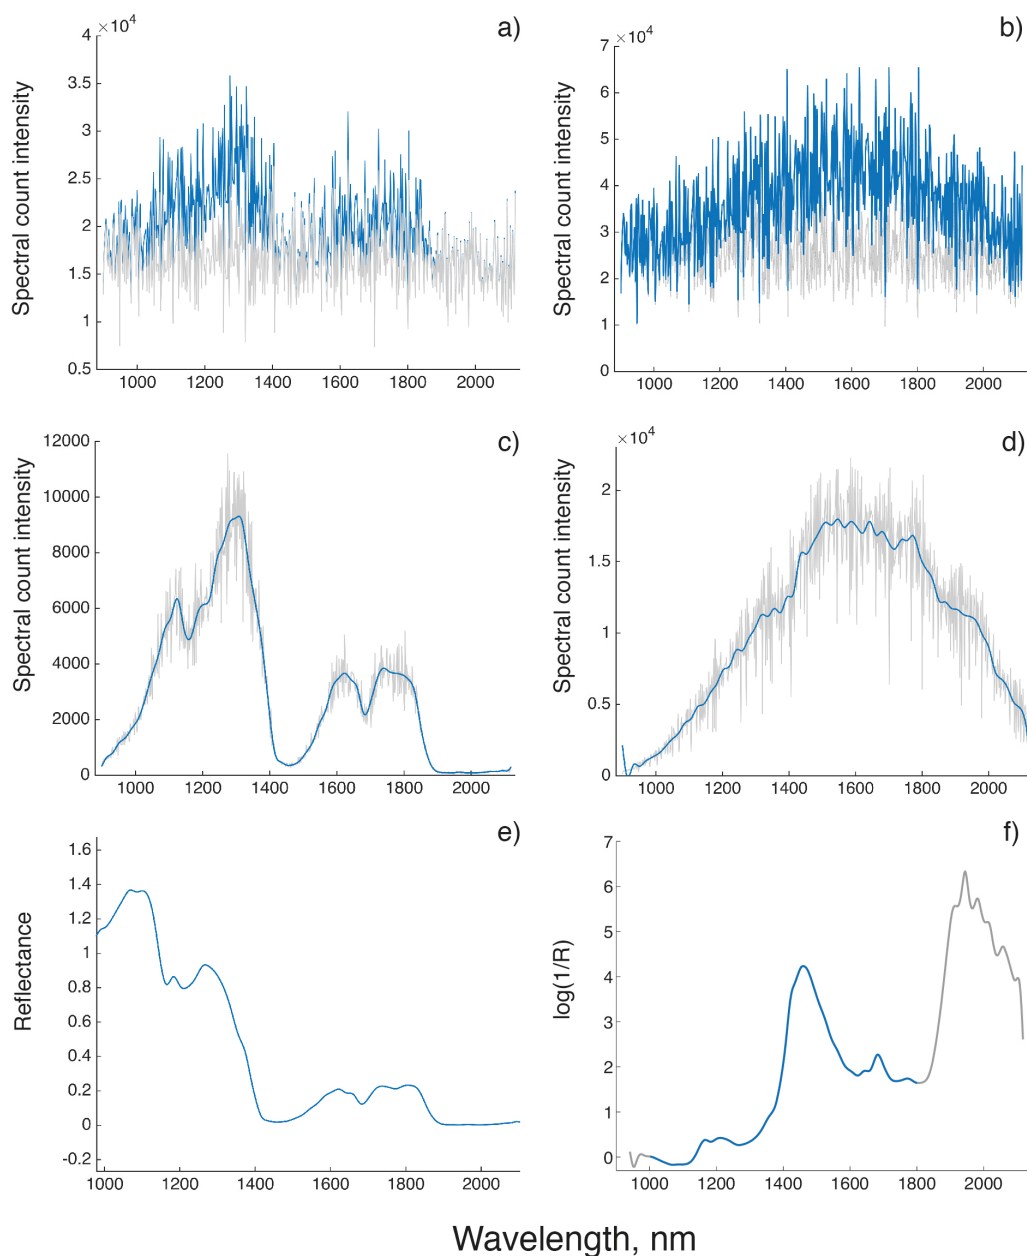 a)
×10⁴
Spectral count intensity
4
3.5
3
2.5
2
1.5
1
0.5
1000 1200 1400 1600 1800 2000
b)
×10⁴
Spectral count intensity
7
6
5
4
3
2
1
0
1000 1200 1400 1600 1800 2000
c)
Spectral count intensity
12000
10000
8000
6000
4000
2000
0
1000 1200 1400 1600 1800 2000
d)
×10⁴
Spectral count intensity
2
1.5
1
0.5
0
1000 1200 1400 1600 1800 2000
e)
Reflectance
1.6
1.4
1.2
1
0.8
0.6
0.4
0.2
0
-0.2
1000 1200 1400 1600 1800 2000
f)
log(1/R)
7
6
5
4
3
2
1
0
1000 1200 1400 1600 1800 2000
Wavelength, nm